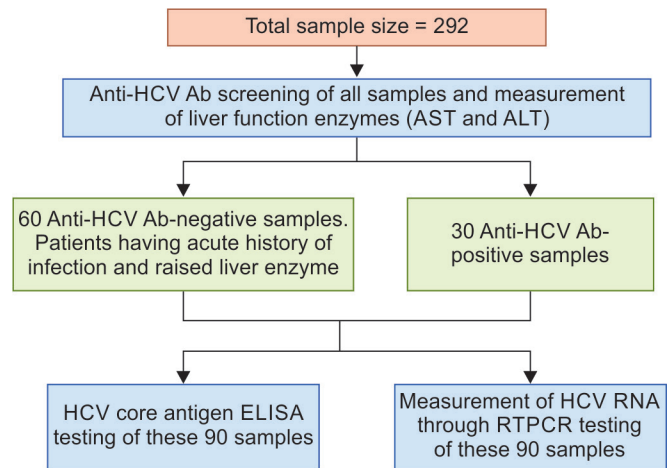 Total sample size = 292
Anti-HCV Ab screening of all samples and measurement
of liver function enzymes (AST and ALT)
60 Anti-HCV Ab-negative samples.
Patients having acute history of
infection and raised liver enzyme
30 Anti-HCV Ab-
positive samples
HCV core antigen ELISA
testing of these 90 samples
Measurement of HCV RNA
through RTPCR testing
of these 90 samples